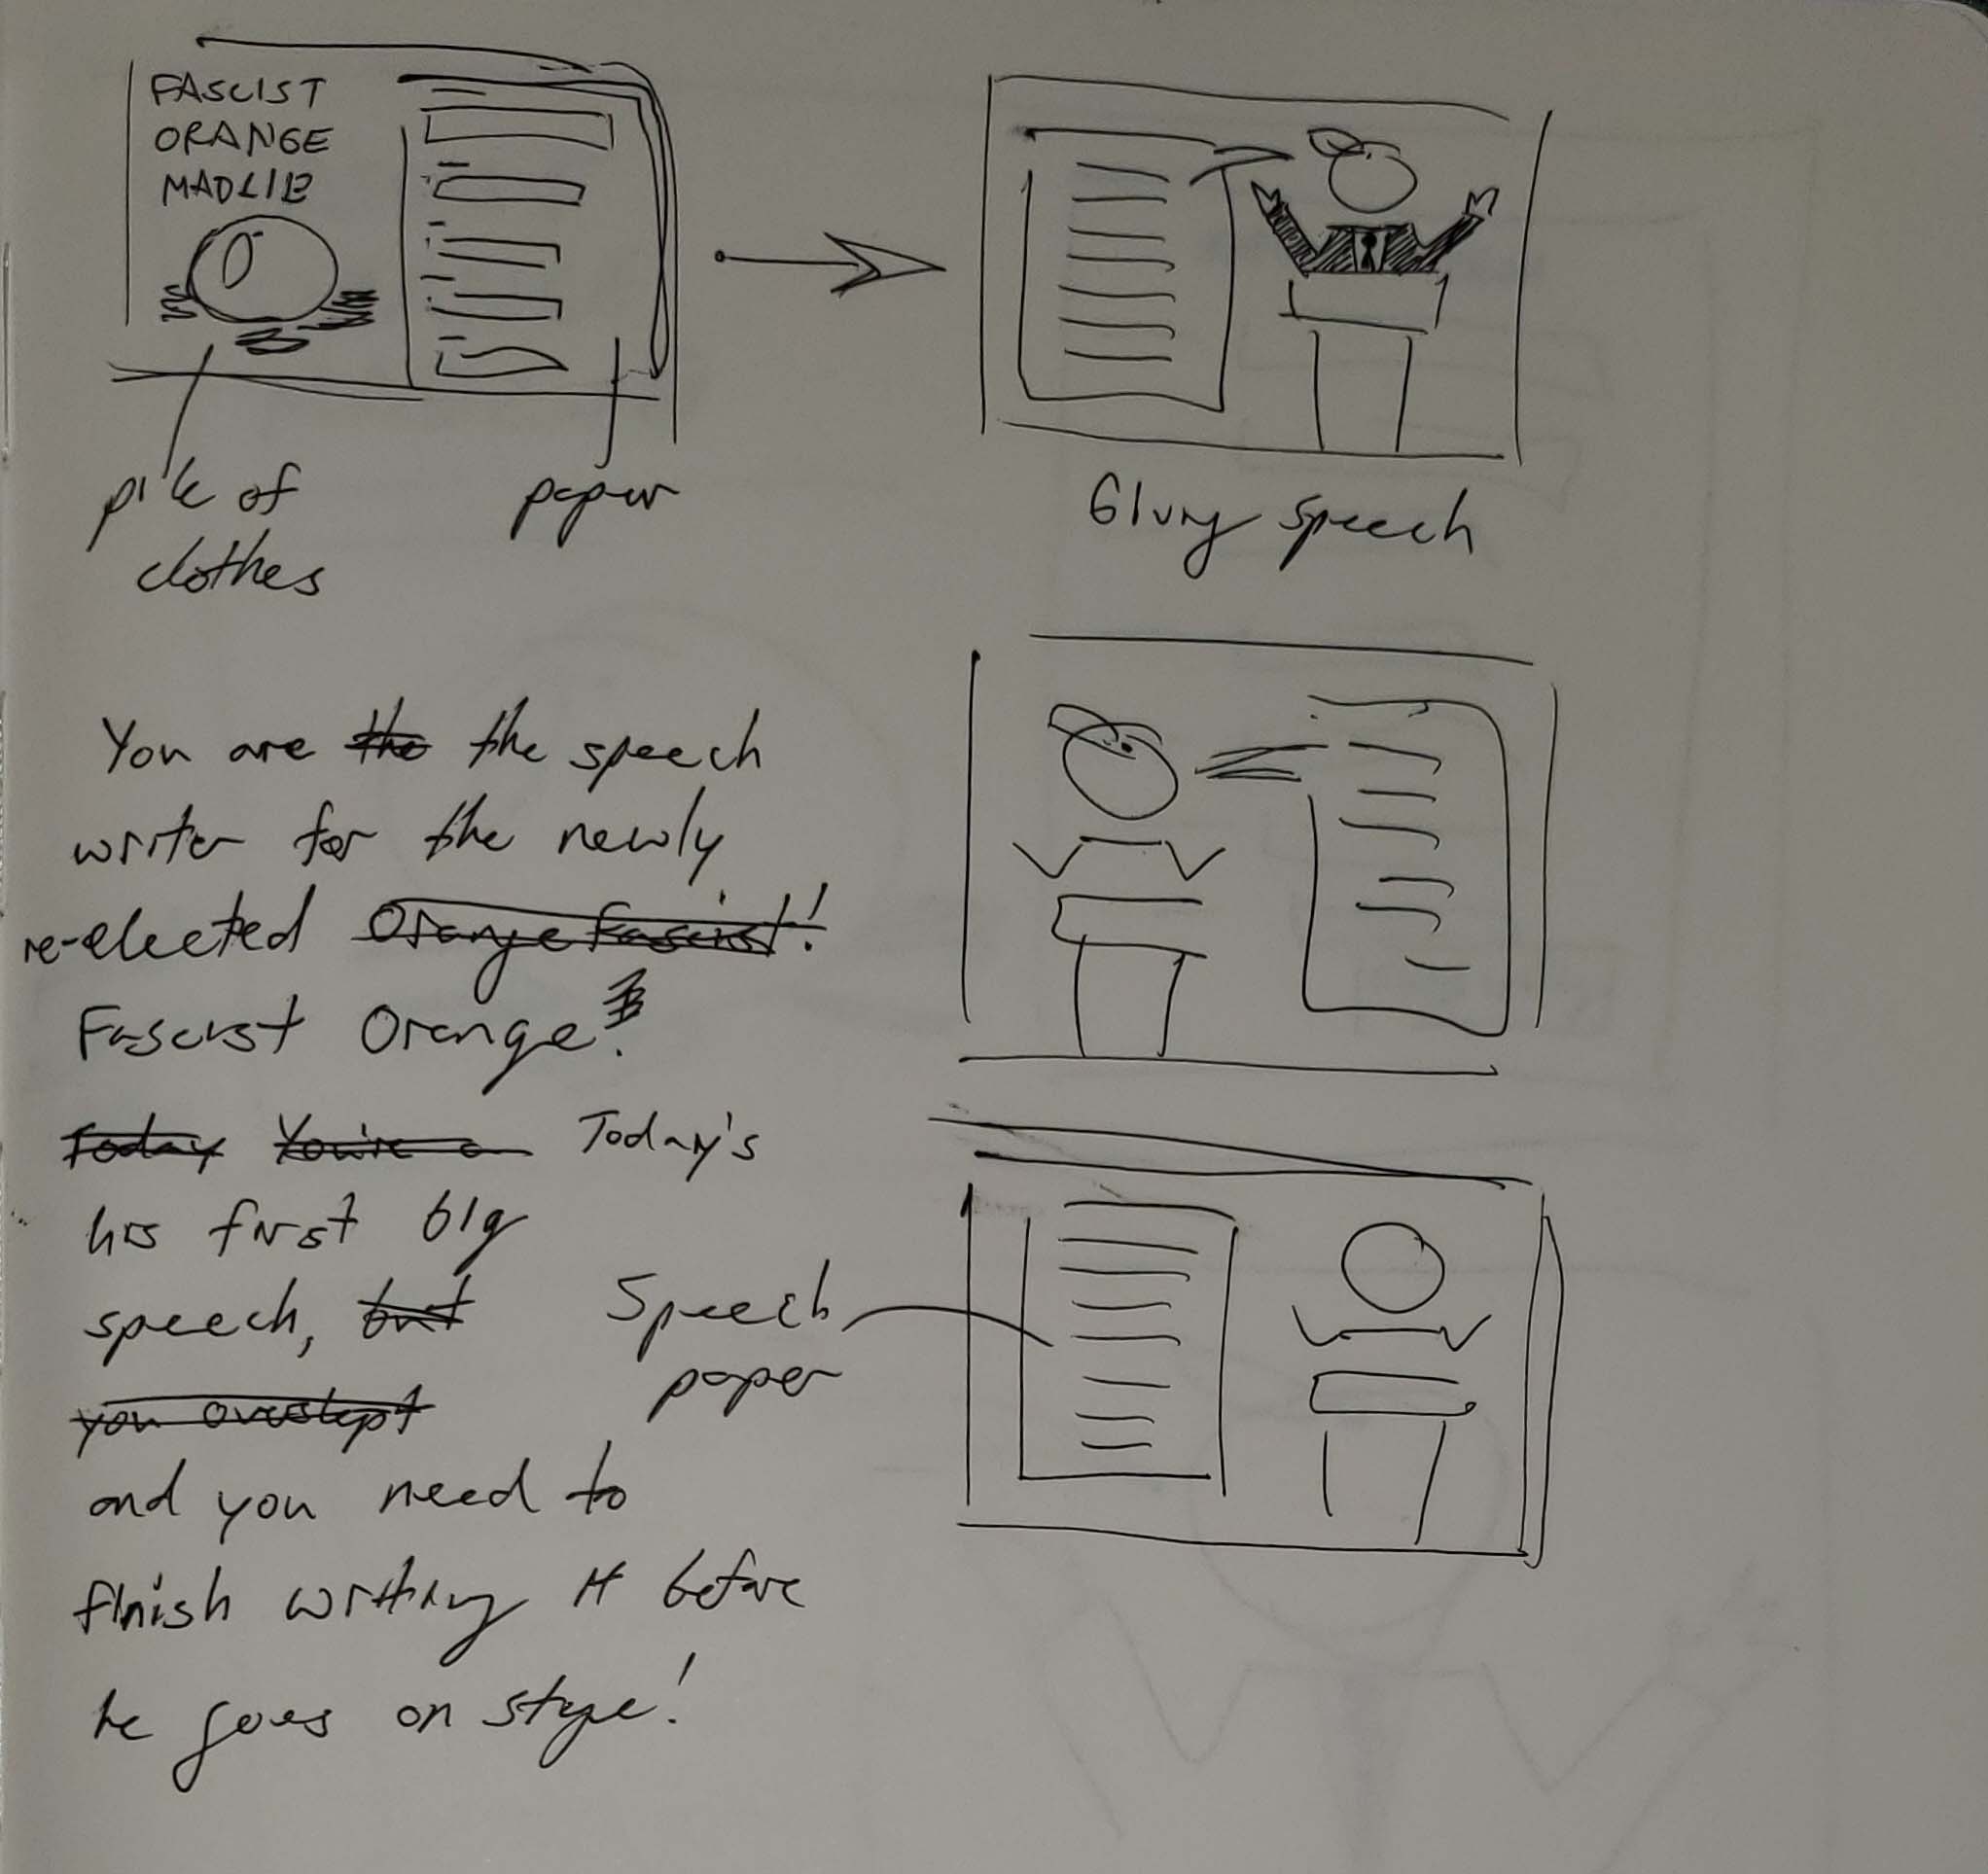 FASCIST
ORANGE
MADLIB
pile of
clothes
paper
Giving speech
You are the the speech
writer for the newly
re-elected Orange Fascist!
Fascist Orange!
Today You're a Today's
his first big
speech, but
you overslept
and you need to
finish writing it before
he goes on stage!
Speech
paper